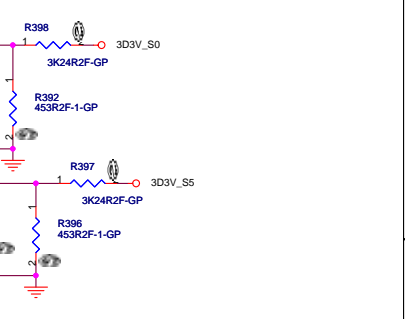 R398
1
2
3D3V_S0
3K24R2F-GP
1
R392
453R2F-1-GP
2
R397
1
2
3D3V_S5
3K24R2F-GP
1
R396
453R2F-1-GP
2